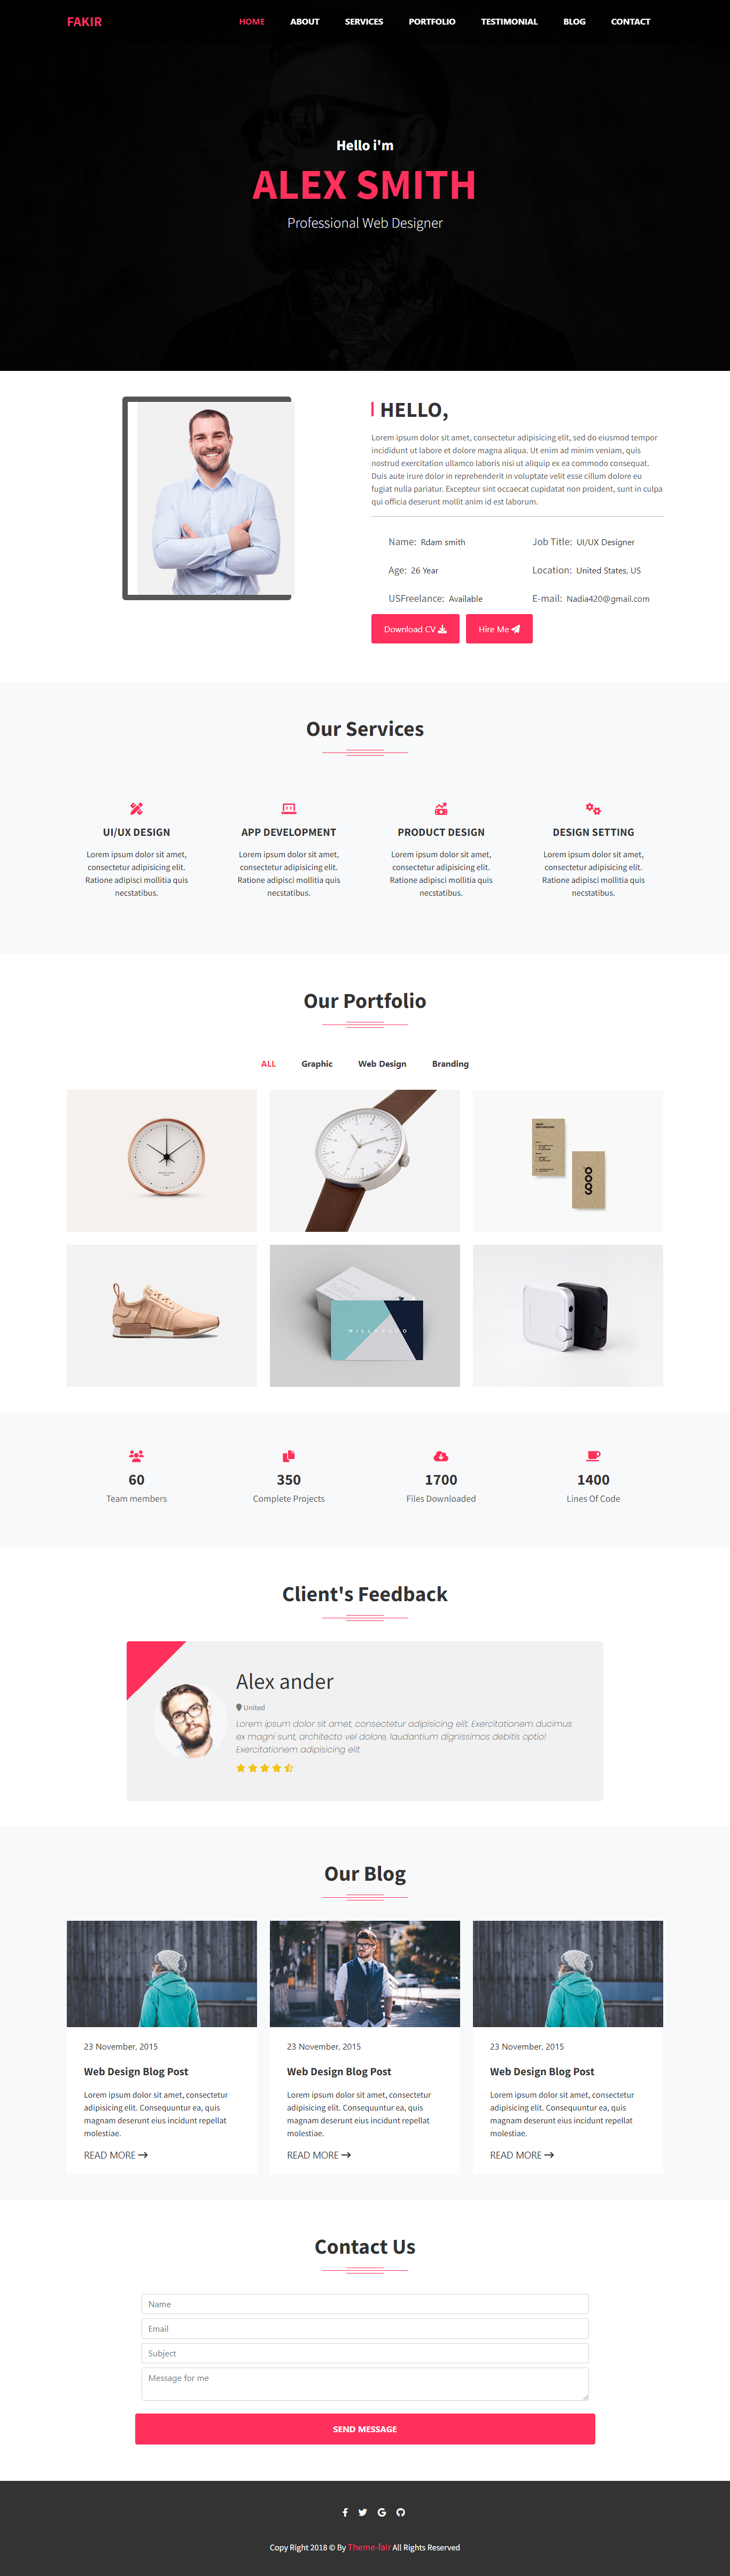 FAKIR
HOME ABOUT SERVICES PORTFOLIO TESTIMONIAL BLOG CONTACT
Hello i'm
ALEX SMITH
Professional Web Designer
HELLO,
Lorem ipsum dolor sit amet, consectetur adipisicing elit, sed do eiusmod tempor
incididunt ut labore et dolore magna aliqua. Ut enim ad minim veniam, quis
nostrud exercitation ullamco laboris nisi ut aliquip ex ea commodo consequat.
Duis aute irure dolor in reprehenderit in voluptate velit esse cillum dolore eu
fugiat nulla pariatur. Excepteur sint occaecat cupidatat non proident, sunt in culpa
qui officia deserunt mollit anim id est laborum.
Name: Rdam smith
Job Title: UI/UX Designer
Age: 26 Year
Location: United States, US
USFreelance: Available
E-mail: Nadia420@gmail.com
Download CV
Hire Me
Our Services
UI/UX DESIGN
Lorem ipsum dolor sit amet,
consectetur adipisicing elit.
Ratione adipisci mollitia quis
necstatibus.
APP DEVELOPMENT
Lorem ipsum dolor sit amet,
consectetur adipisicing elit.
Ratione adipisci mollitia quis
necstatibus.
PRODUCT DESIGN
Lorem ipsum dolor sit amet,
consectetur adipisicing elit.
Ratione adipisci mollitia quis
necstatibus.
DESIGN SETTING
Lorem ipsum dolor sit amet,
consectetur adipisicing elit.
Ratione adipisci mollitia quis
necstatibus.
Our Portfolio
ALL Graphic Web Design Branding
60
Team members
350
Complete Projects
1700
Files Downloaded
1400
Lines Of Code
Client's Feedback
Alex ander
United
Lorem ipsum dolor sit amet, consectetur adipisicing elit. Exercitationem ducimus
ex magni sunt, architecto vel dolore, laudantium dignissimos debitis optio!
Exercitationem adipisicing elit.
Our Blog
23 November, 2015
Web Design Blog Post
Lorem ipsum dolor sit amet, consectetur
adipisicing elit. Consequuntur ea, quis
magnam deserunt eius incidunt repellat
molestiae.
READ MORE
23 November, 2015
Web Design Blog Post
Lorem ipsum dolor sit amet, consectetur
adipisicing elit. Consequuntur ea, quis
magnam deserunt eius incidunt repellat
molestiae.
READ MORE
23 November, 2015
Web Design Blog Post
Lorem ipsum dolor sit amet, consectetur
adipisicing elit. Consequuntur ea, quis
magnam deserunt eius incidunt repellat
molestiae.
READ MORE
Contact Us
Name
Email
Subject
Message for me
SEND MESSAGE
Copy Right 2018 © By Theme-fair All Rights Reserved